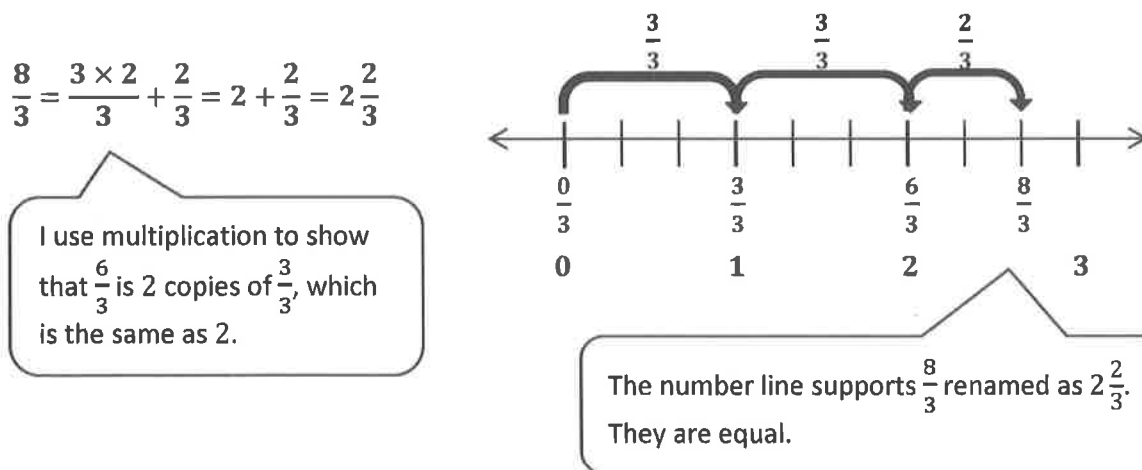 8/3 = (3 × 2)/3 + 2/3 = 2 + 2/3 = 2 2/3
I use multiplication to show
that 6/3 is 2 copies of 3/3, which
is the same as 2.
3/3 3/3 2/3
0/3 3/3 6/3 8/3
0 1 2 3
The number line supports 8/3 renamed as 2 2/3.
They are equal.